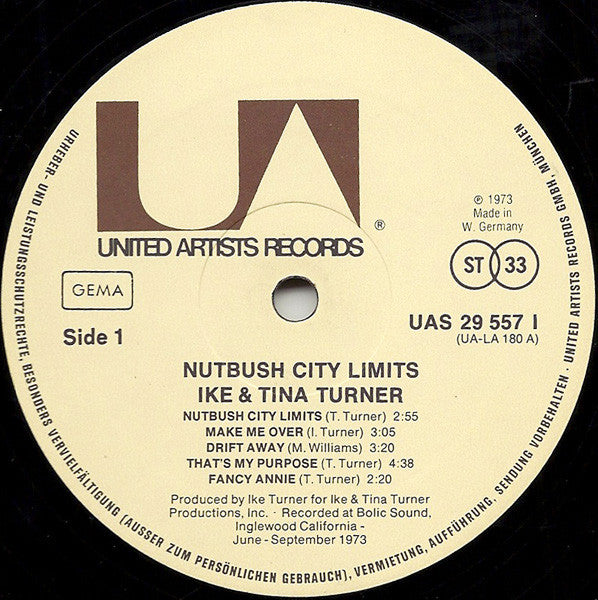 UA
®
UNITED ARTISTS RECORDS
℗ 1973
Made in
W. Germany
GEMA
ST 33
Side 1
UAS 29 557 I
(UA-LA 180 A)
NUTBUSH CITY LIMITS
IKE & TINA TURNER
NUTBUSH CITY LIMITS (T. Turner) 2:55
MAKE ME OVER (I. Turner) 3:05
DRIFT AWAY (M. Williams) 3:20
THAT'S MY PURPOSE (T. Turner) 4:38
FANCY ANNIE (T. Turner) 2:20
Produced by Ike Turner for Ike & Tina Turner
Productions, Inc. · Recorded at Bolic Sound,
Inglewood California -
June - September 1973
URHEBER- UND LEISTUNGSSCHUTZRECHTE, BESONDERS VERVIELFÄLTIGUNG (AUSSER ZUM PERSÖNLICHEN GEBRAUCH), VERMIETUNG, AUFFÜHRUNG, SENDUNG VORBEHALTEN · UNITED ARTISTS RECORDS GMBH, MÜNCHEN